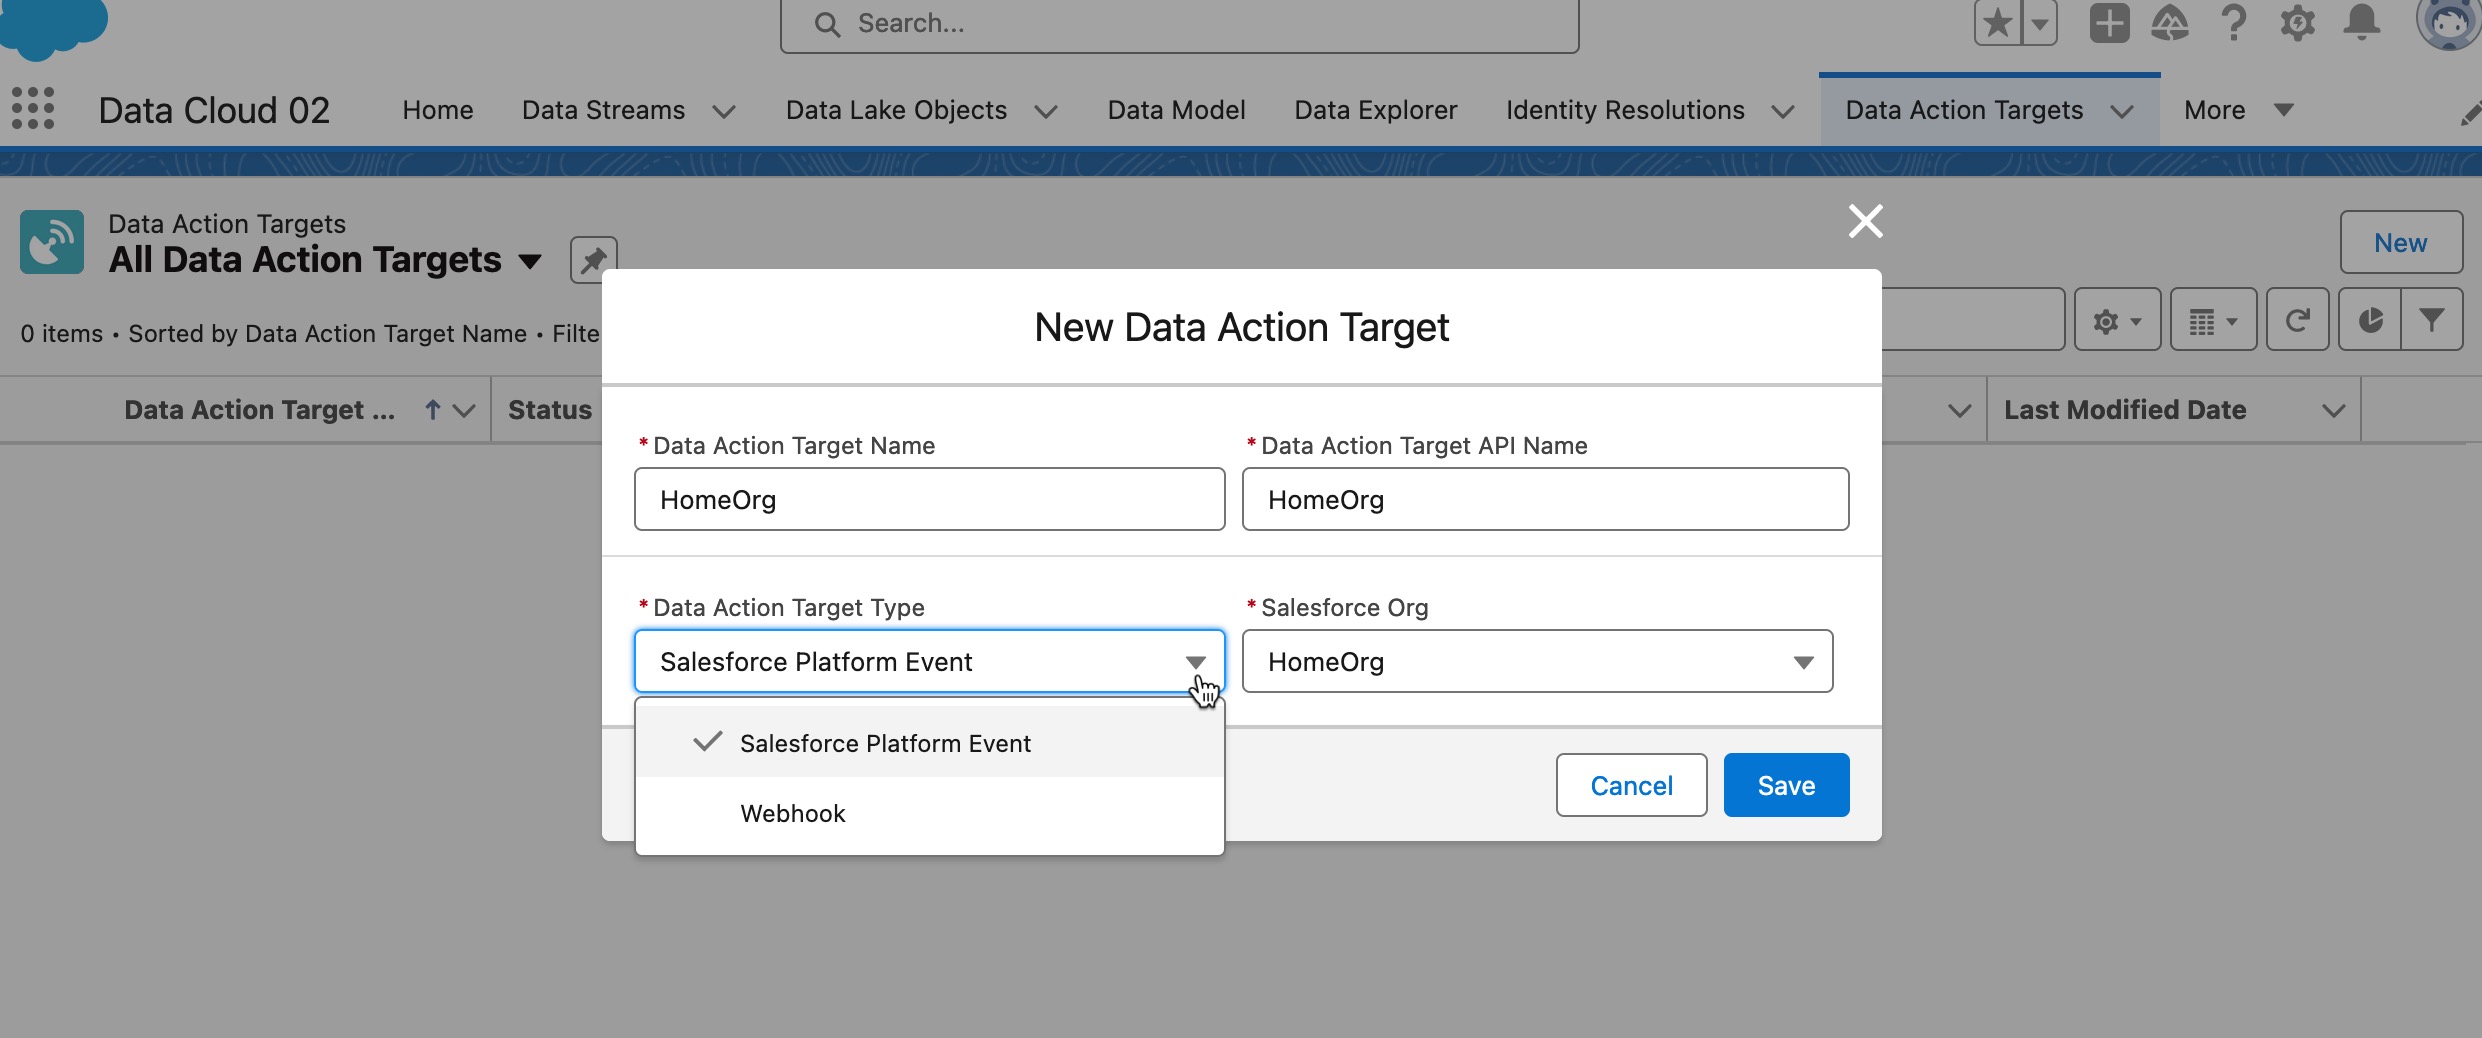 Search...
Data Cloud 02
Home
Data Streams
Data Lake Objects
Data Model
Data Explorer
Identity Resolutions
Data Action Targets
More
Data Action Targets
All Data Action Targets
New
0 items • Sorted by Data Action Target Name • Filte
Data Action Target ...
Status
Last Modified Date
New Data Action Target
* Data Action Target Name
* Data Action Target API Name
HomeOrg
HomeOrg
* Data Action Target Type
* Salesforce Org
Salesforce Platform Event
HomeOrg
Salesforce Platform Event
Webhook
Cancel
Save